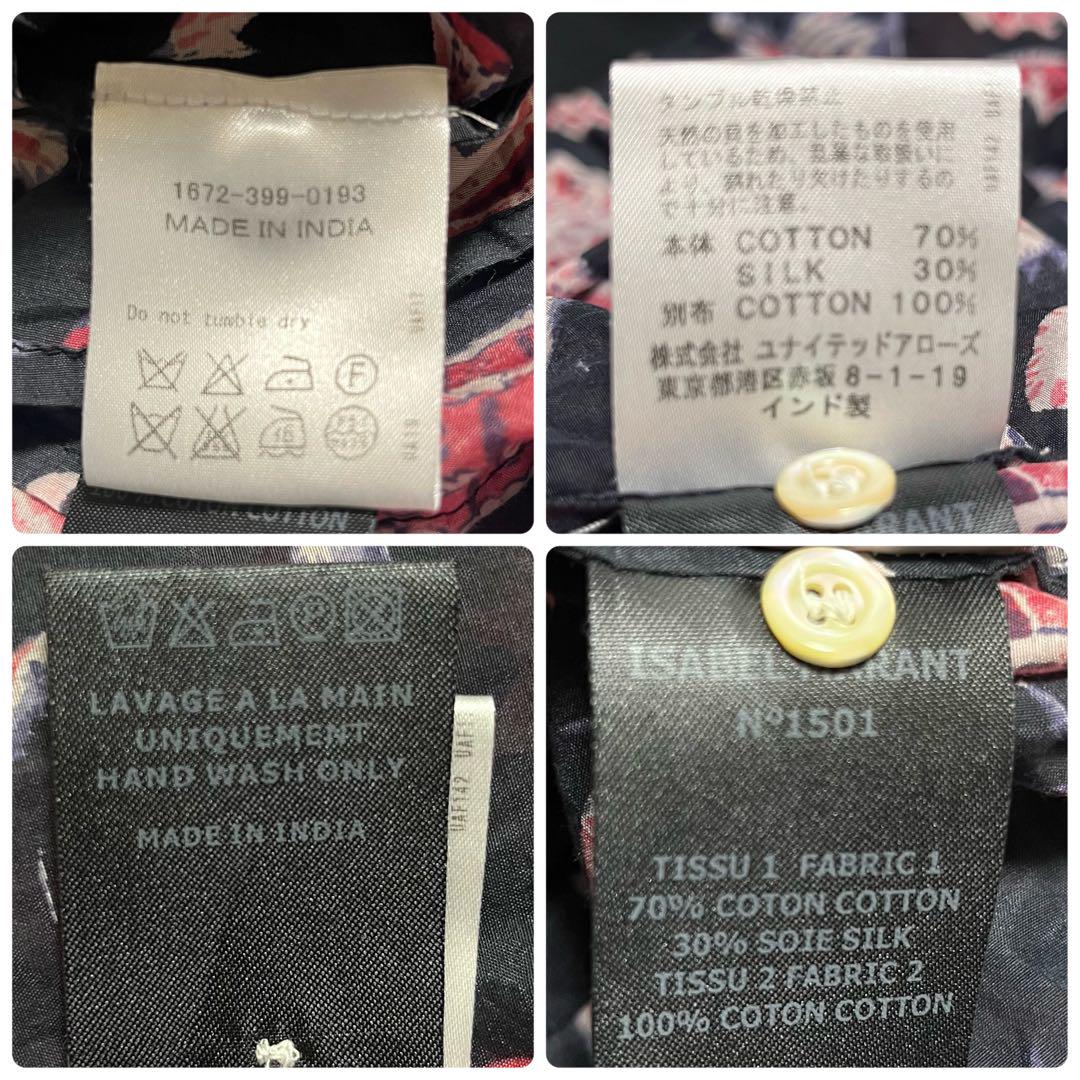 1672-399-0193
MADE IN INDIA
Do not tumble dry
F
COTTON
タンブル乾燥禁止
天然の貝を加工したものを使用
しているため、乱暴な取扱いに
より、割れたり欠けたりするの
で十分に注意。
本体 COTTON 70%
SILK 30%
別布 COTTON 100%
株式会社 ユナイテッドアローズ
東京都港区赤坂8-1-19
インド製
LAVAGE A LA MAIN
UNIQUEMENT
HAND WASH ONLY
MADE IN INDIA
UAF142
ISABEL MARANT
Nº1501
TISSU 1 FABRIC 1
70% COTON COTTON
30% SOIE SILK
TISSU 2 FABRIC 2
100% COTON COTTON